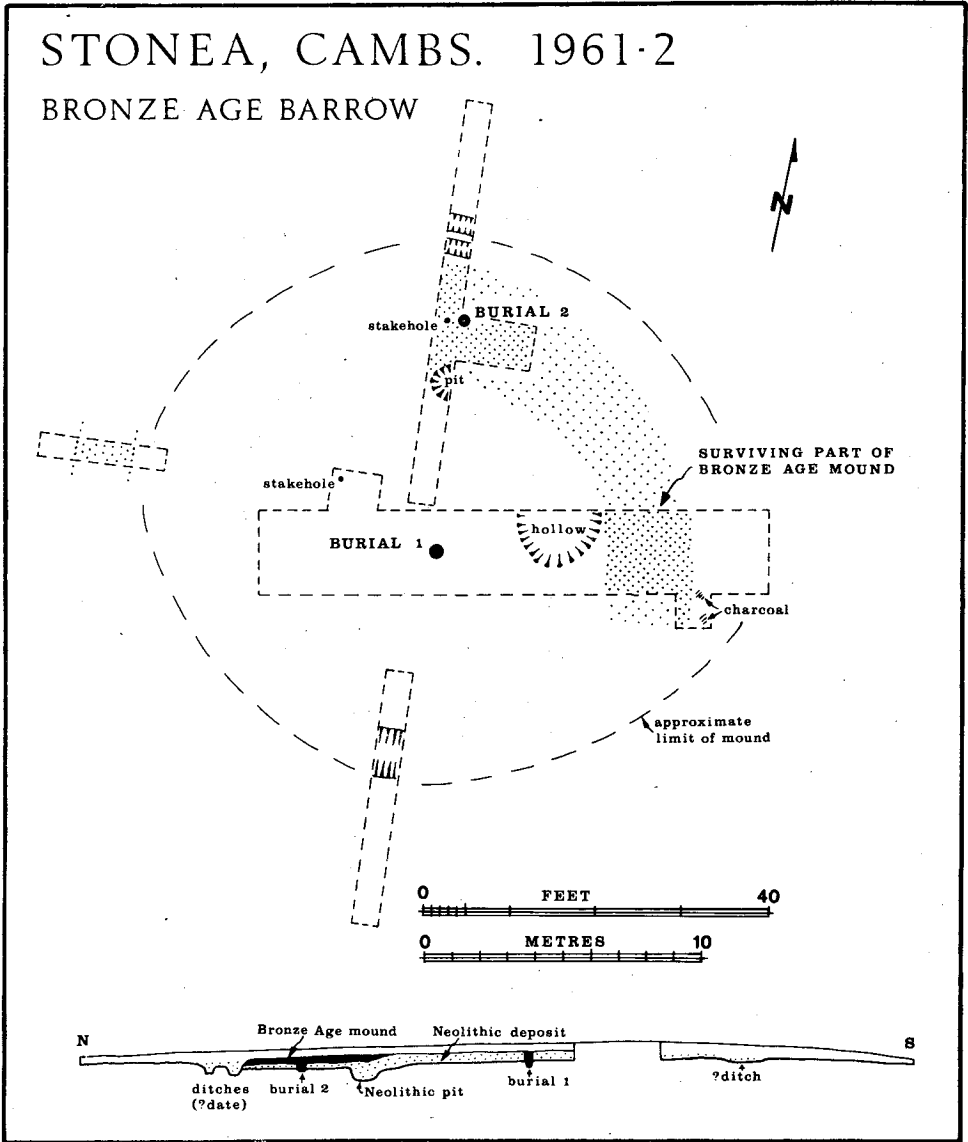 STONEA, CAMBS. 1961·2
BRONZE AGE BARROW
N
BURIAL 2
stakehole
pit
SURVIVING PART OF
BRONZE AGE MOUND
stakehole
hollow
BURIAL 1
charcoal
approximate
limit of mound
0 FEET 40
0 METRES 10
N Bronze Age mound Neolithic deposit S
ditches burial 2 Neolithic pit burial 1 ?ditch
(?date)